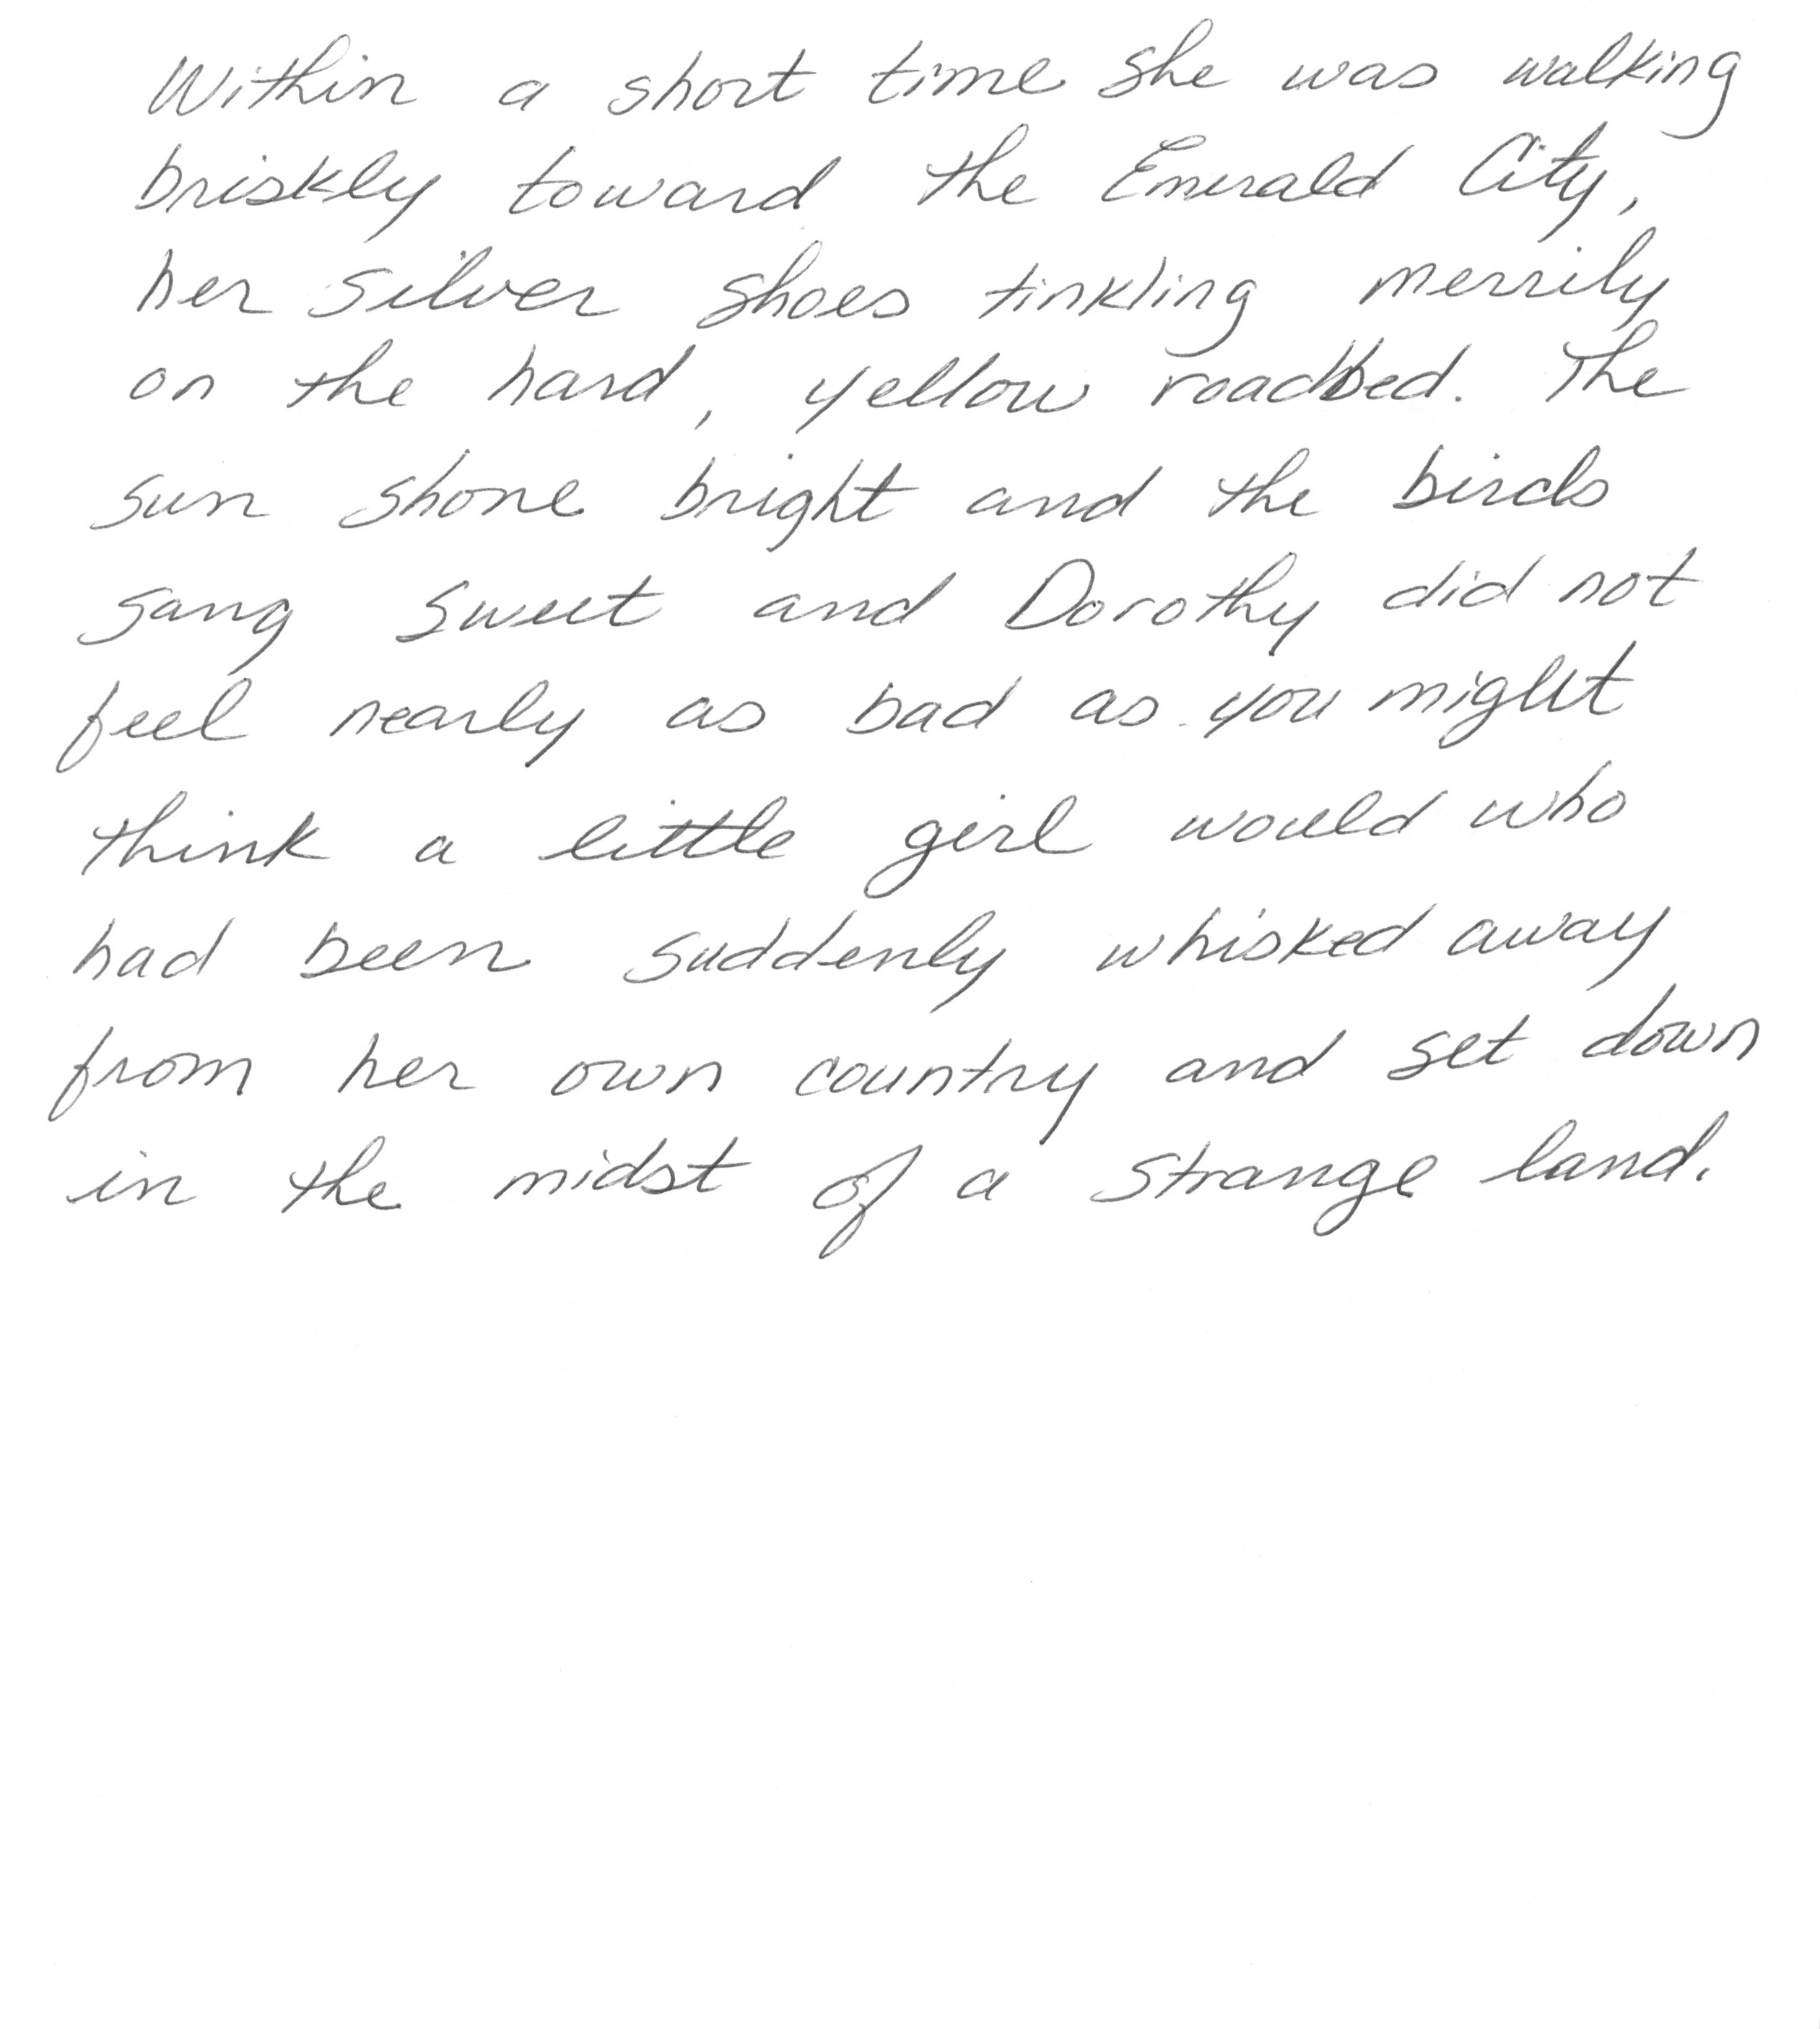 Within a short time she was walking
briskly toward the Emerald City,
her silver shoes tinkling merrily
on the hard, yellow roadbed. The
sun shone bright and the birds
sang sweet and Dorothy did not
feel nearly as bad as you might
think a little girl would who
had been suddenly whisked away
from her own country and set down
in the midst of a strange land.